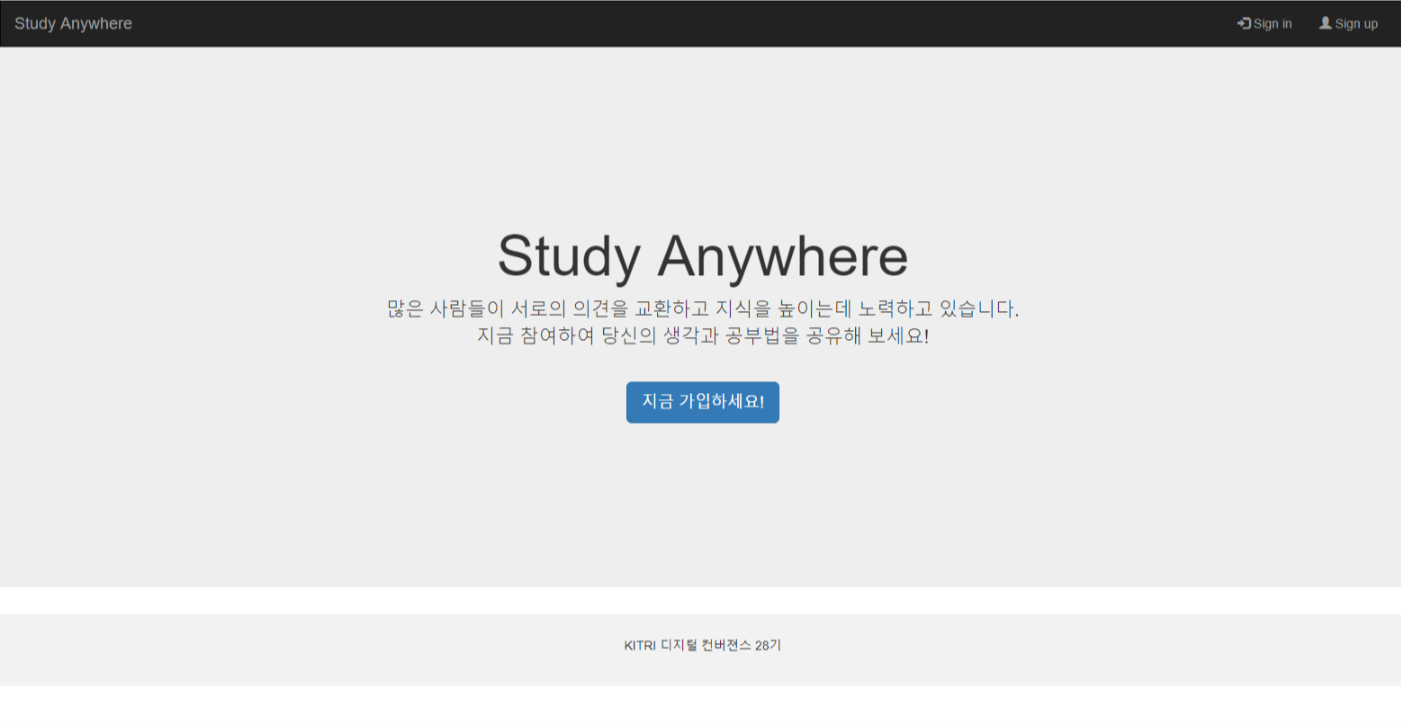 Study Anywhere
Sign in
Sign up
Study Anywhere
많은 사람들이 서로의 의견을 교환하고 지식을 높이는데 노력하고 있습니다.
지금 참여하여 당신의 생각과 공부법을 공유해 보세요!
지금 가입하세요!
KITRI 디지털 컨버젼스 28기